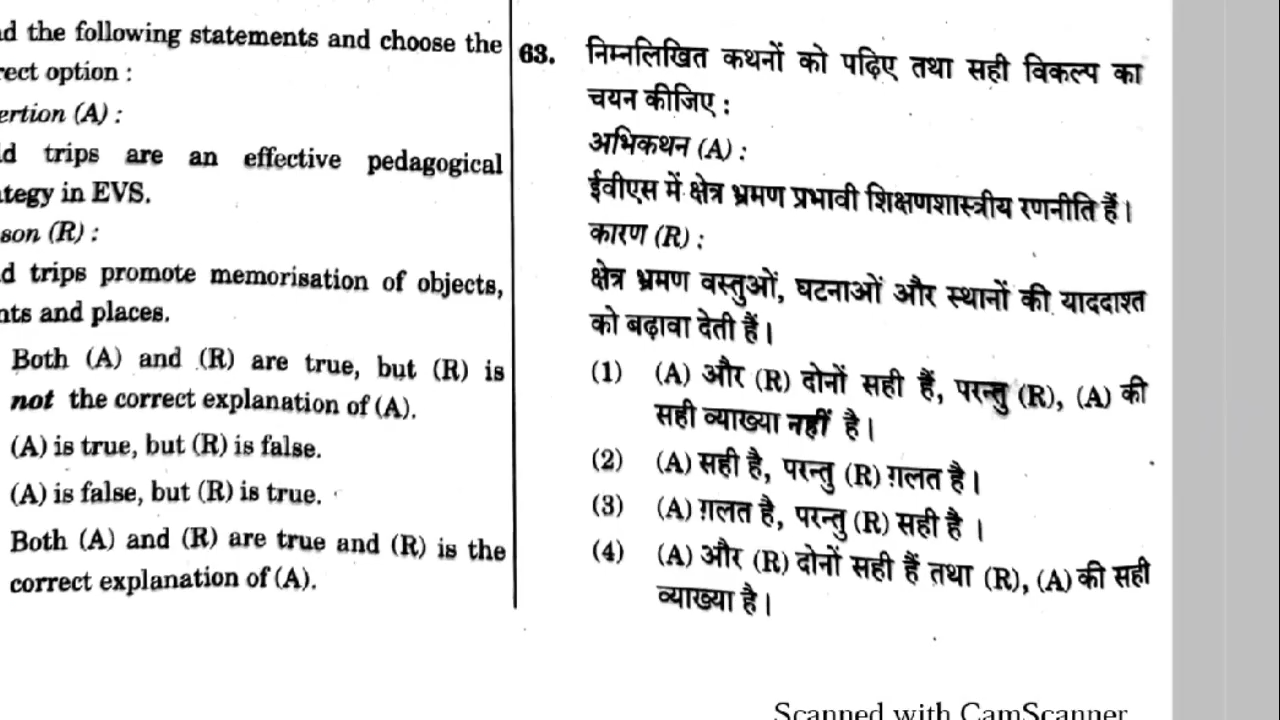 d the following statements and choose the
rect option :
ertion (A) :
d trips are an effective pedagogical
tegy in EVS.
son (R) :
d trips promote memorisation of objects,
nts and places.
Both (A) and (R) are true, but (R) is
not the correct explanation of (A).
(A) is true, but (R) is false.
(A) is false, but (R) is true.
Both (A) and (R) are true and (R) is the
correct explanation of (A).
63. निम्नलिखित कथनों को पढ़िए तथा सही विकल्प का
चयन कीजिए :
अभिकथन (A) :
ईवीएस में क्षेत्र भ्रमण प्रभावी शिक्षणशास्त्रीय रणनीति हैं।
कारण (R) :
क्षेत्र भ्रमण वस्तुओं, घटनाओं और स्थानों की याददाश्त
को बढ़ावा देती हैं।
(1) (A) और (R) दोनों सही हैं, परन्तु (R), (A) की
सही व्याख्या नहीं है।
(2) (A) सही है, परन्तु (R) ग़लत है।
(3) (A) ग़लत है, परन्तु (R) सही है ।
(4) (A) और (R) दोनों सही हैं तथा (R), (A) की सही
व्याख्या है।
Scanned with CamScanner